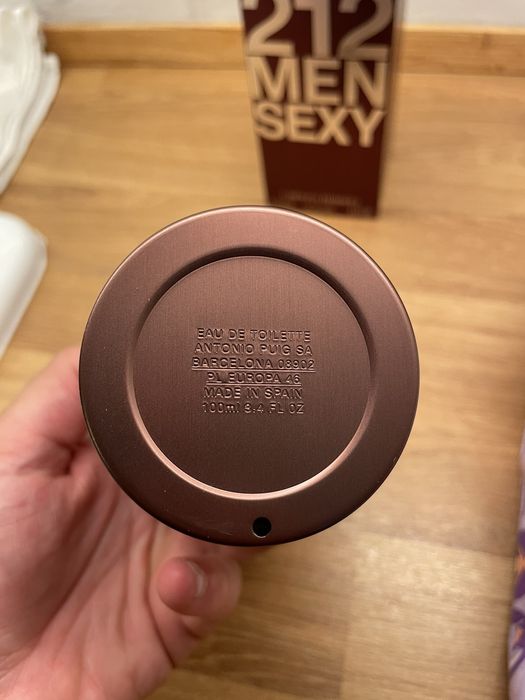 212
MEN
SEXY
EAU DE TOILETTE
ANTONIO PUIG SA
BARCELONA 08902
PL EUROPA 46
MADE IN SPAIN
100ml 3.4 FL OZ